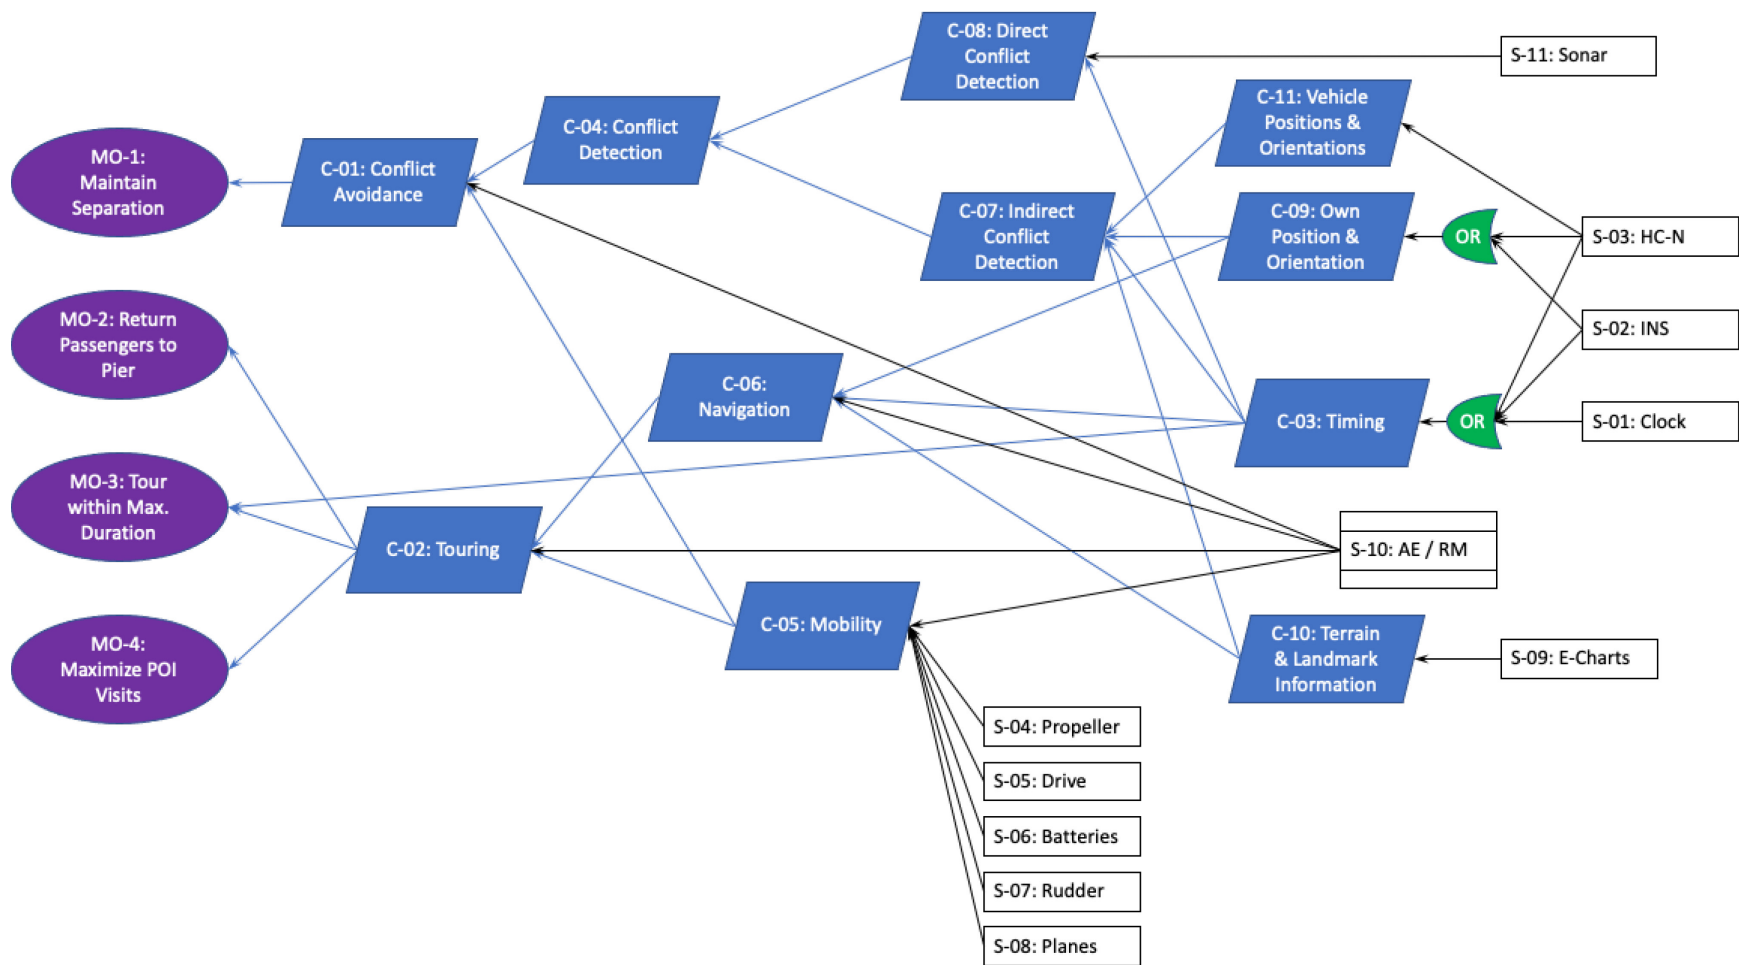 C-08: Direct
Conflict
Detection
S-11: Sonar
C-11: Vehicle
Positions &
Orientations
C-04: Conflict
Detection
MO-1:
Maintain
Separation
C-01: Conflict
Avoidance
C-07: Indirect
Conflict
Detection
C-09: Own
Position &
Orientation
OR
S-03: HC-N
MO-2: Return
Passengers to
Pier
S-02: INS
C-06:
Navigation
C-03: Timing
OR
S-01: Clock
MO-3: Tour
within Max.
Duration
C-02: Touring
S-10: AE / RM
C-05: Mobility
MO-4:
Maximize POI
Visits
C-10: Terrain
& Landmark
Information
S-09: E-Charts
S-04: Propeller
S-05: Drive
S-06: Batteries
S-07: Rudder
S-08: Planes